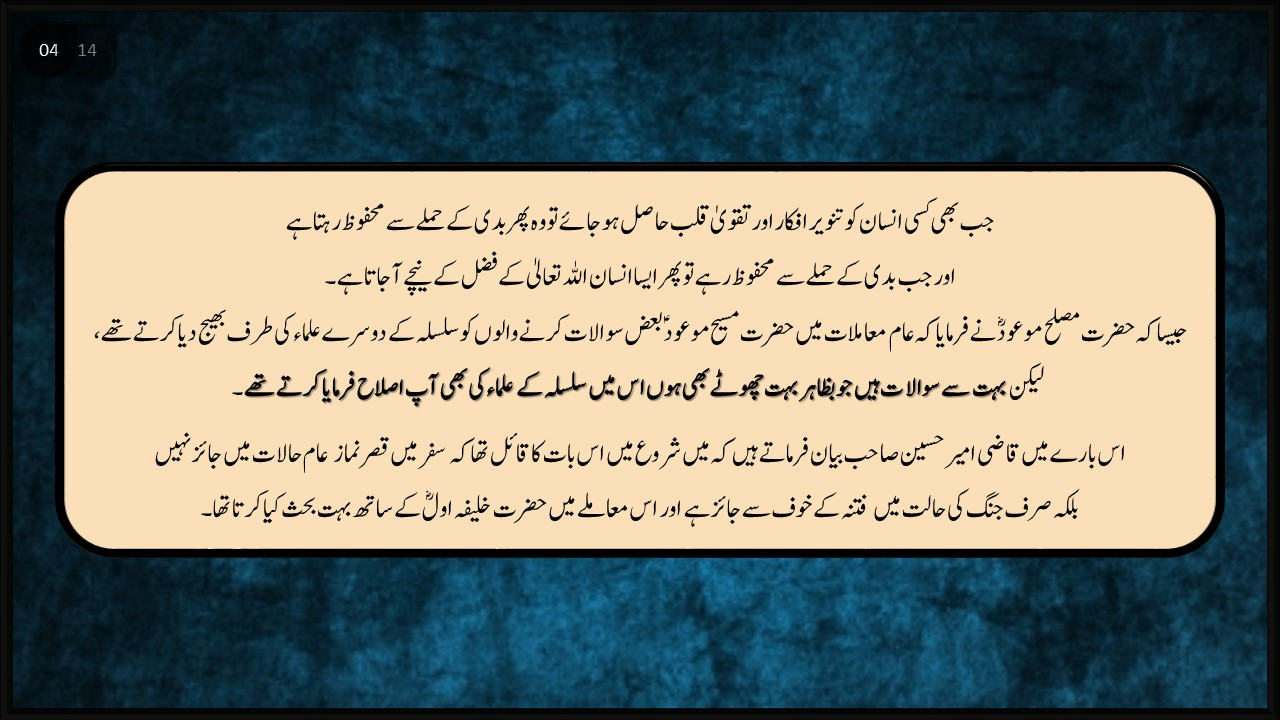 04 14
جب بھی کسی انسان کو تنویر افکار اور تقویٰ قلب حاصل ہو جائے تو وہ پھر بدی کے حملے سے محفوظ رہتا ہے
اور جب بدی کے حملے سے محفوظ رہے تو پھر ایسا انسان اللہ تعالیٰ کے فضل کے نیچے آ جاتا ہے۔
جیسا کہ حضرت مصلح موعودؓ نے فرمایا کہ عام معاملات میں حضرت مسیح موعودؑ بعض سوالات کرنے والوں کو سلسلہ کے دوسرے علماء کی طرف بھیج دیا کرتے تھے،
لیکن بہت سے سوالات ہیں جو بظاہر بہت چھوٹے بھی ہوں اس میں سلسلہ کے علماء کی بھی آپ اصلاح فرمایا کرتے تھے۔
اس بارے میں قاضی امیر حسین صاحب بیان فرماتے ہیں کہ میں شروع میں اس بات کا قائل تھا کہ سفر میں قصر نماز عام حالات میں جائز نہیں
بلکہ صرف جنگ کی حالت میں فتنہ کے خوف سے جائز ہے اور اس معاملے میں حضرت خلیفہ اولؓ کے ساتھ بہت بحث کیا کرتا تھا۔